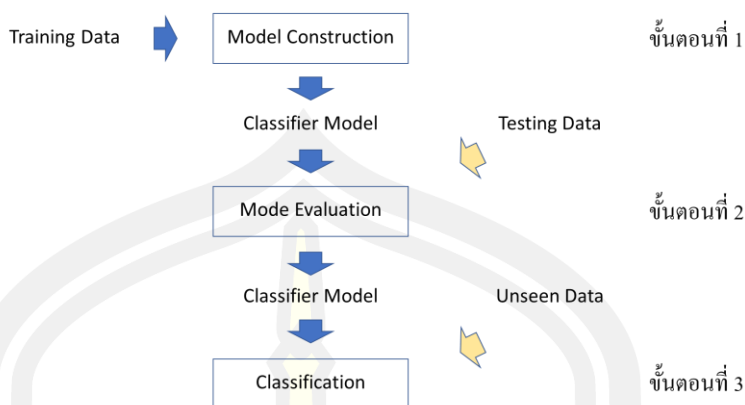 Training Data
Model Construction
ขั้นตอนที่ 1
Classifier Model
Testing Data
Mode Evaluation
ขั้นตอนที่ 2
Classifier Model
Unseen Data
Classification
ขั้นตอนที่ 3